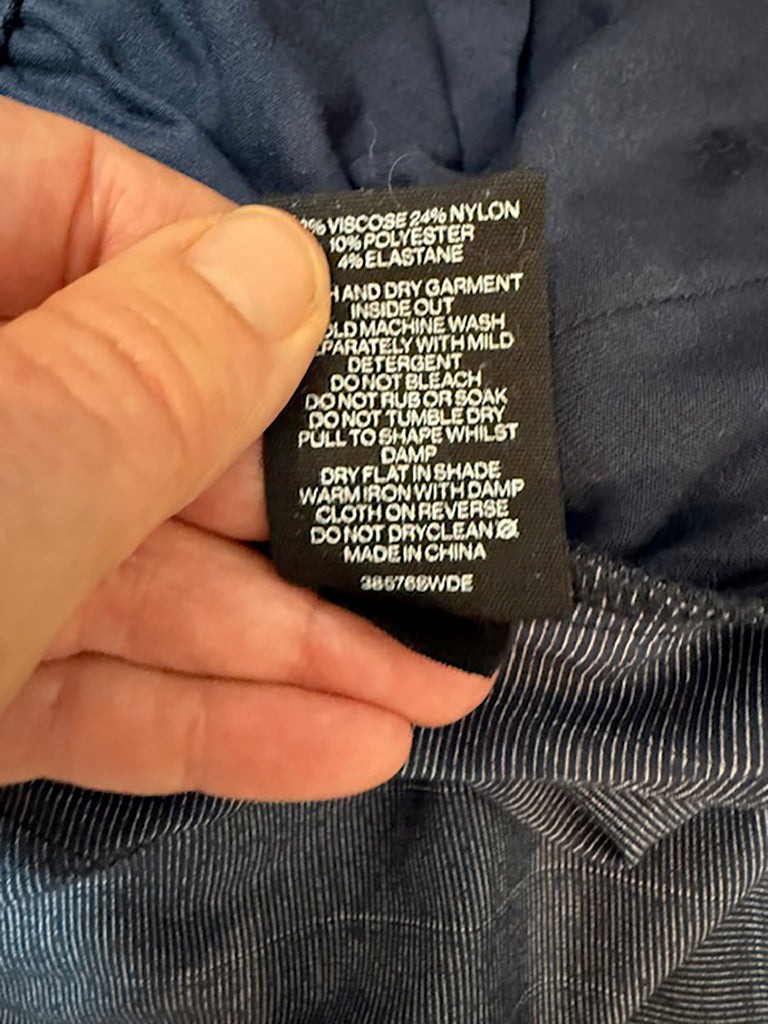 % VISCOSE 24% NYLON
10% POLYESTER
4% ELASTANE
AND DRY GARMENT
INSIDE OUT
MACHINE WASH
WITH MILD
DETERGENT
DO NOT BLEACH
DO NOT RUB OR SOAK
DO NOT TUMBLE DRY
PULL TO SHAPE WHILST
DAMP
DRY FLAT IN SHADE
WARM IRON WITH DAMP
CLOTH ON REVERSE
DO NOT DRYCLEAN
MADE IN CHINA